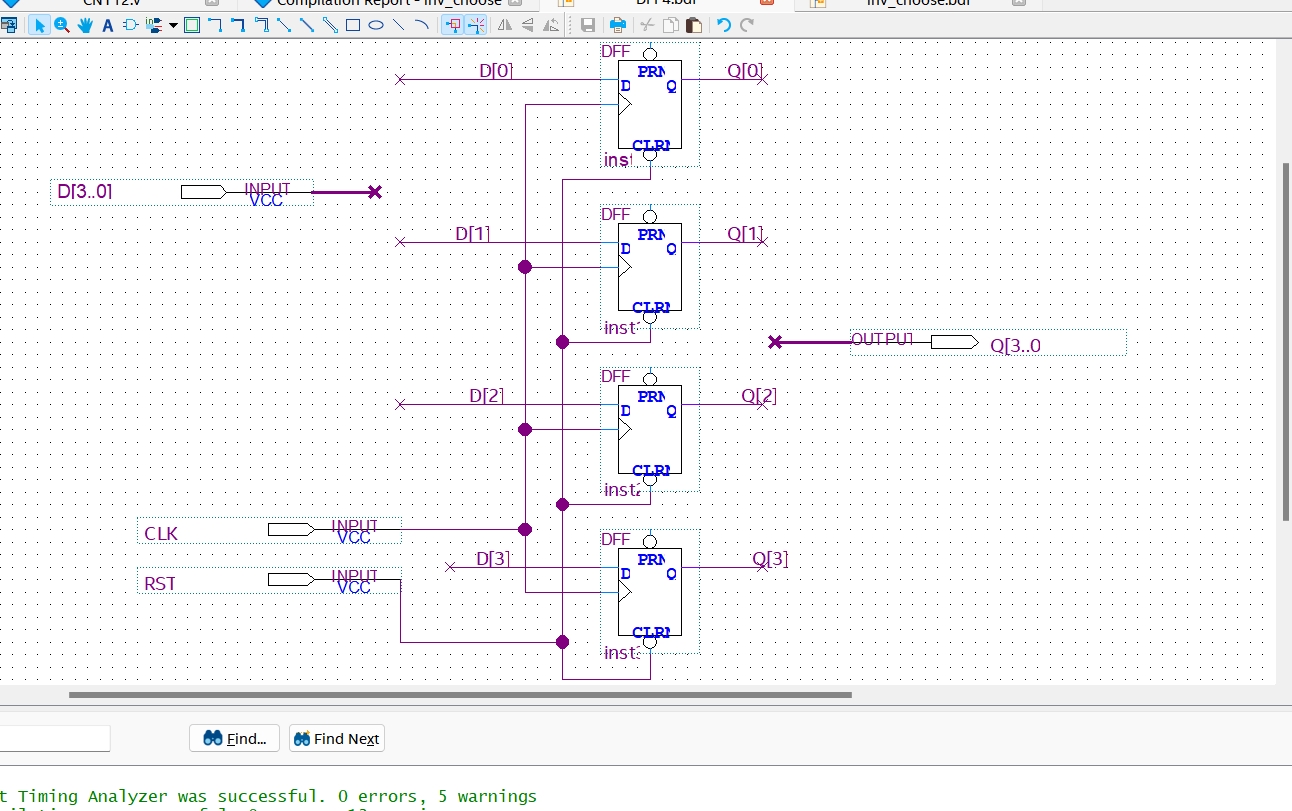 CNT12.v
Compilation Report - inv_choose
DFF4.bdf
inv_choose.bdf
DFF
D[0]
PRN
Q[0]
D
Q
CLRN
inst
D[3..0]
INPUT
VCC
DFF
D[1]
PRN
Q[1]
D
Q
CLRN
inst
OUTPUT
Q[3..0
DFF
D[2]
PRN
Q[2]
D
Q
CLRN
inst2
CLK
INPUT
VCC
DFF
D[3]
PRN
Q[3]
D
Q
RST
INPUT
VCC
CLRN
inst3
Find...
Find Next
t Timing Analyzer was successful. 0 errors, 5 warnings